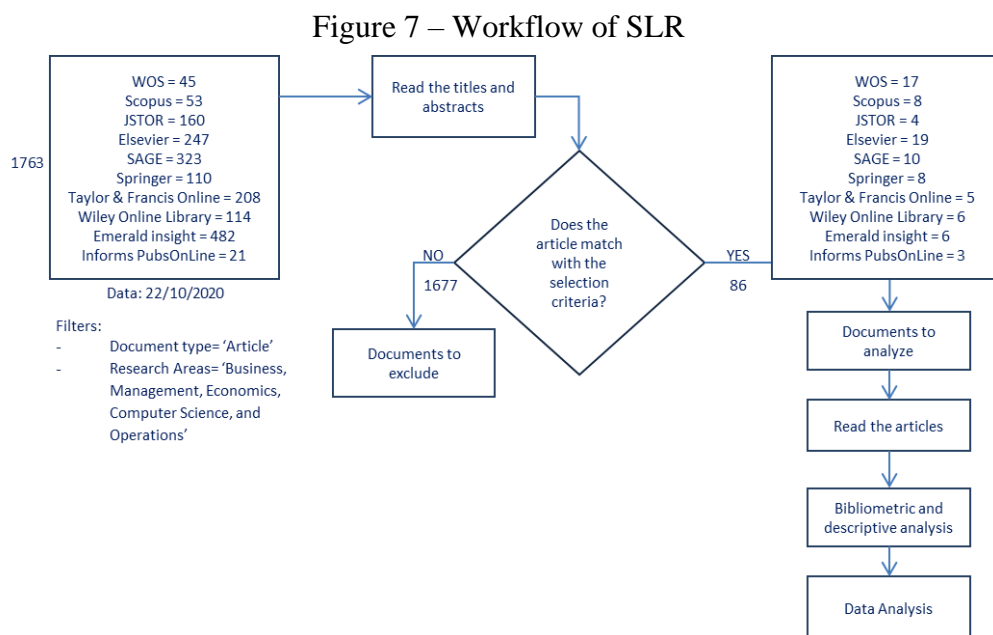 Figure 7 – Workflow of SLR
WOS = 45
Scopus = 53
JSTOR = 160
Elsevier = 247
SAGE = 323
Springer = 110
Taylor & Francis Online = 208
Wiley Online Library = 114
Emerald insight = 482
Informs PubsOnLine = 21
1763
Data: 22/10/2020
Filters:
- Document type= ‘Article’
- Research Areas= ‘Business,
Management, Economics,
Computer Science, and
Operations’
Read the titles and
abstracts
Does the
article match
with the
selection
criteria?
NO
1677
Documents to
exclude
YES
86
WOS = 17
Scopus = 8
JSTOR = 4
Elsevier = 19
SAGE = 10
Springer = 8
Taylor & Francis Online = 5
Wiley Online Library = 6
Emerald insight = 6
Informs PubsOnLine = 3
Documents to
analyze
Read the articles
Bibliometric and
descriptive analysis
Data Analysis